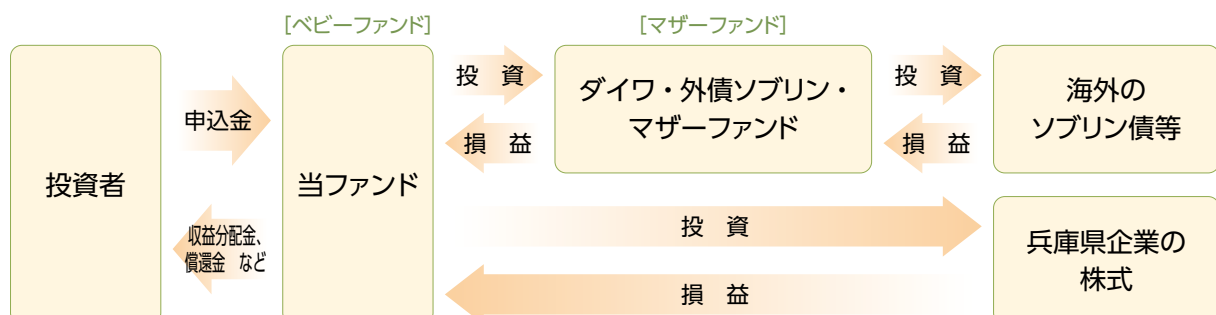 [ベビーファンド]
[マザーファンド]
投資者
申込金
収益分配金、
償還金 など
当ファンド
投 資
損 益
ダイワ・外債ソブリン・
マザーファンド
投 資
損 益
海外の
ソブリン債等
投 資
損 益
兵庫県企業の
株式